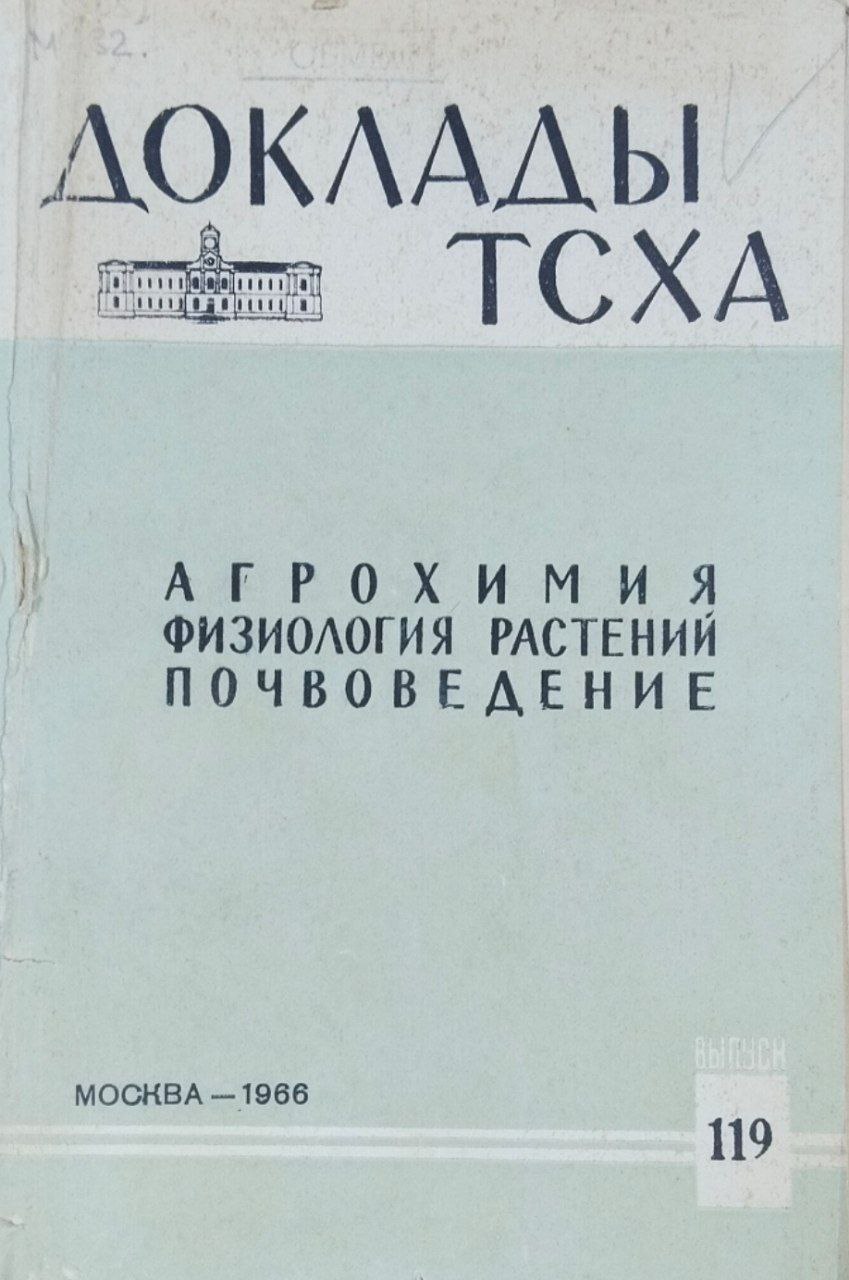 ДОКЛАДЫ
ТСХА
АГРОХИМИЯ
ФИЗИОЛОГИЯ РАСТЕНИЙ
ПОЧВОВЕДЕНИЕ
ВЫПУСК
МОСКВА — 1966
119